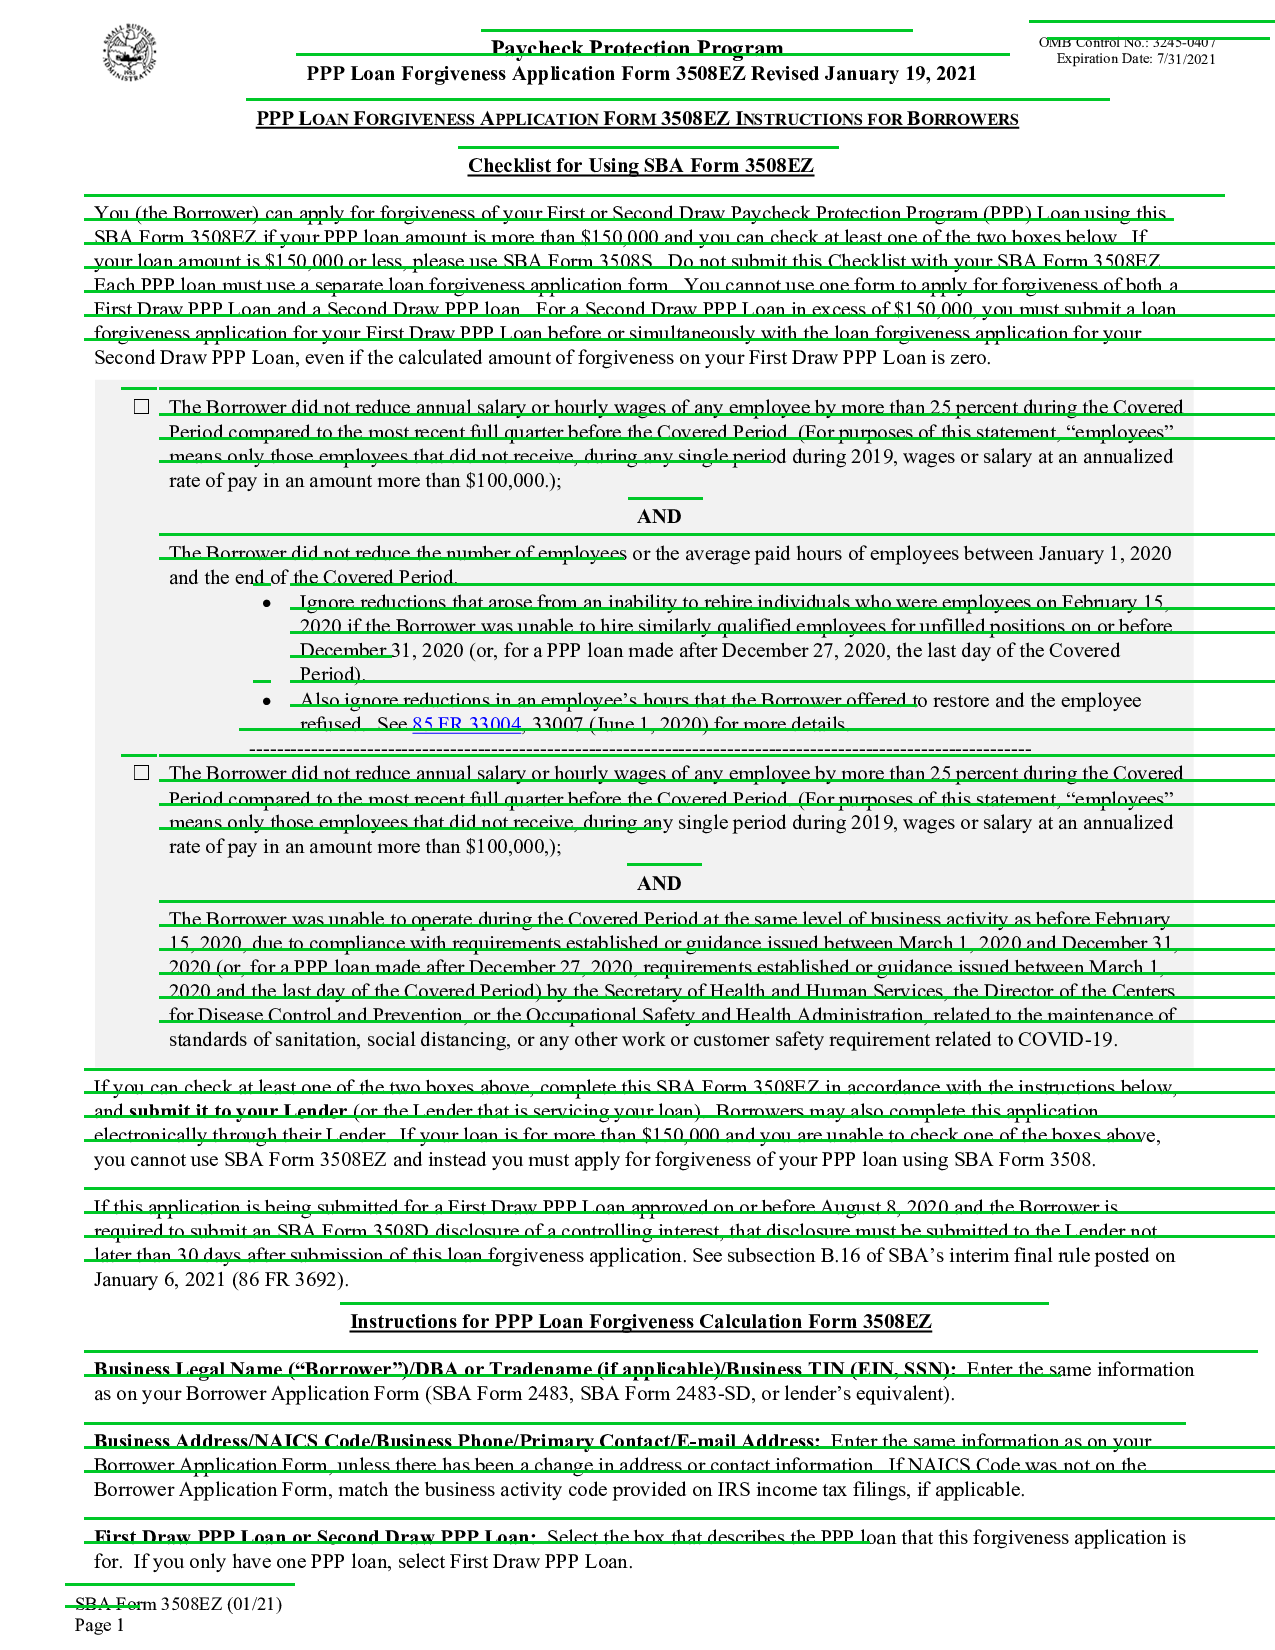 Paycheck Protection Program
OMB Control No.: 3245-0407
Expiration Date: 7/31/2021
PPP Loan Forgiveness Application Form 3508EZ Revised January 19, 2021
PPP LOAN FORGIVENESS APPLICATION FORM 3508EZ INSTRUCTIONS FOR BORROWERS
Checklist for Using SBA Form 3508EZ
You (the Borrower) can apply for forgiveness of your First or Second Draw Paycheck Protection Program (PPP) Loan using this
SBA Form 3508EZ if your PPP loan amount is more than $150,000 and you can check at least one of the two boxes below. If
your loan amount is $150,000 or less, please use SBA Form 3508S. Do not submit this Checklist with your SBA Form 3508EZ.
Each PPP loan must use a separate loan forgiveness application form. You cannot use one form to apply for forgiveness of both a
First Draw PPP Loan and a Second Draw PPP loan. For a Second Draw PPP Loan in excess of $150,000, you must submit a loan
forgiveness application for your First Draw PPP Loan before or simultaneously with the loan forgiveness application for your
Second Draw PPP Loan, even if the calculated amount of forgiveness on your First Draw PPP Loan is zero.
☐ The Borrower did not reduce annual salary or hourly wages of any employee by more than 25 percent during the Covered
Period compared to the most recent full quarter before the Covered Period. (For purposes of this statement, “employees”
means only those employees that did not receive, during any single period during 2019, wages or salary at an annualized
rate of pay in an amount more than $100,000.);
AND
The Borrower did not reduce the number of employees or the average paid hours of employees between January 1, 2020
and the end of the Covered Period.
• Ignore reductions that arose from an inability to rehire individuals who were employees on February 15,
2020 if the Borrower was unable to hire similarly qualified employees for unfilled positions on or before
December 31, 2020 (or, for a PPP loan made after December 27, 2020, the last day of the Covered
Period).
• Also ignore reductions in an employee’s hours that the Borrower offered to restore and the employee
refused. See 85 FR 33004, 33007 (June 1, 2020) for more details.
------------------------------------------------------------------------------------------------------------------
☐ The Borrower did not reduce annual salary or hourly wages of any employee by more than 25 percent during the Covered
Period compared to the most recent full quarter before the Covered Period. (For purposes of this statement, “employees”
means only those employees that did not receive, during any single period during 2019, wages or salary at an annualized
rate of pay in an amount more than $100,000,);
AND
The Borrower was unable to operate during the Covered Period at the same level of business activity as before February
15, 2020, due to compliance with requirements established or guidance issued between March 1, 2020 and December 31,
2020 (or, for a PPP loan made after December 27, 2020, requirements established or guidance issued between March 1,
2020 and the last day of the Covered Period) by the Secretary of Health and Human Services, the Director of the Centers
for Disease Control and Prevention, or the Occupational Safety and Health Administration, related to the maintenance of
standards of sanitation, social distancing, or any other work or customer safety requirement related to COVID-19.
If you can check at least one of the two boxes above, complete this SBA Form 3508EZ in accordance with the instructions below,
and submit it to your Lender (or the Lender that is servicing your loan). Borrowers may also complete this application
electronically through their Lender. If your loan is for more than $150,000 and you are unable to check one of the boxes above,
you cannot use SBA Form 3508EZ and instead you must apply for forgiveness of your PPP loan using SBA Form 3508.
If this application is being submitted for a First Draw PPP Loan approved on or before August 8, 2020 and the Borrower is
required to submit an SBA Form 3508D disclosure of a controlling interest, that disclosure must be submitted to the Lender not
later than 30 days after submission of this loan forgiveness application. See subsection B.16 of SBA’s interim final rule posted on
January 6, 2021 (86 FR 3692).
Instructions for PPP Loan Forgiveness Calculation Form 3508EZ
Business Legal Name (“Borrower”)/DBA or Tradename (if applicable)/Business TIN (EIN, SSN): Enter the same information
as on your Borrower Application Form (SBA Form 2483, SBA Form 2483-SD, or lender’s equivalent).
Business Address/NAICS Code/Business Phone/Primary Contact/E-mail Address: Enter the same information as on your
Borrower Application Form, unless there has been a change in address or contact information. If NAICS Code was not on the
Borrower Application Form, match the business activity code provided on IRS income tax filings, if applicable.
First Draw PPP Loan or Second Draw PPP Loan: Select the box that describes the PPP loan that this forgiveness application is
for. If you only have one PPP loan, select First Draw PPP Loan.
SBA Form 3508EZ (01/21)
Page 1